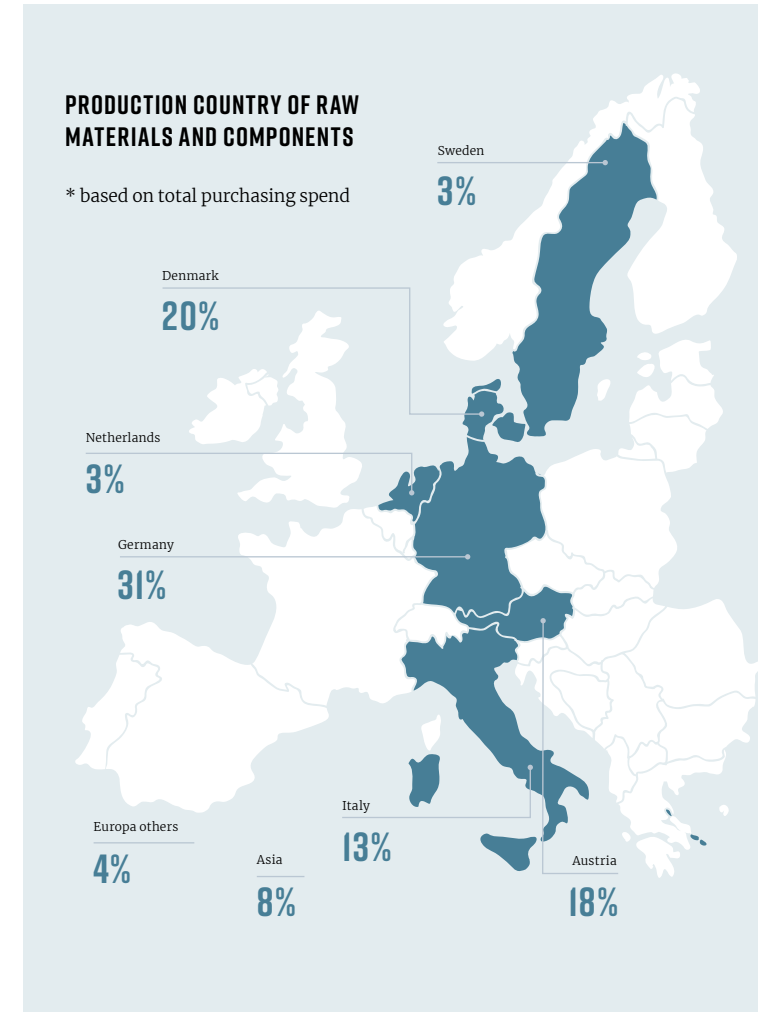 PRODUCTION COUNTRY OF RAW
MATERIALS AND COMPONENTS
* based on total purchasing spend
Sweden
3%
Denmark
20%
Netherlands
3%
Germany
31%
Italy
13%
Europa others
4%
Asia
8%
Austria
18%